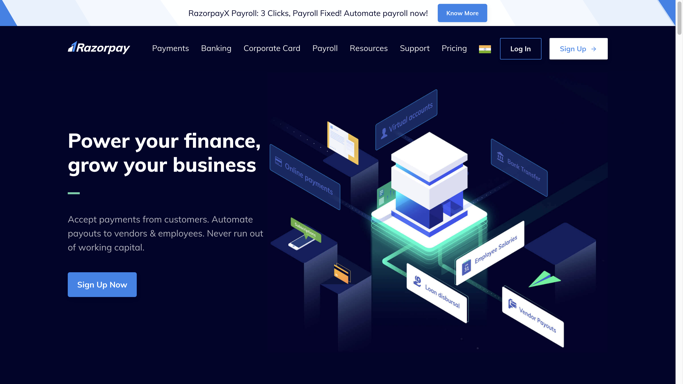 RazorpayX Payroll: 3 Clicks, Payroll Fixed! Automate payroll now!
Know More
Razorpay
Payments
Banking
Corporate Card
Payroll
Resources
Support
Pricing
Log In
Sign Up
Power your finance,
grow your business
Accept payments from customers. Automate
payouts to vendors & employees. Never run out
of working capital.
Sign Up Now
Virtual accounts
Online payments
Bank Transfer
Employee Salaries
Loan disbursal
Vendor Payouts